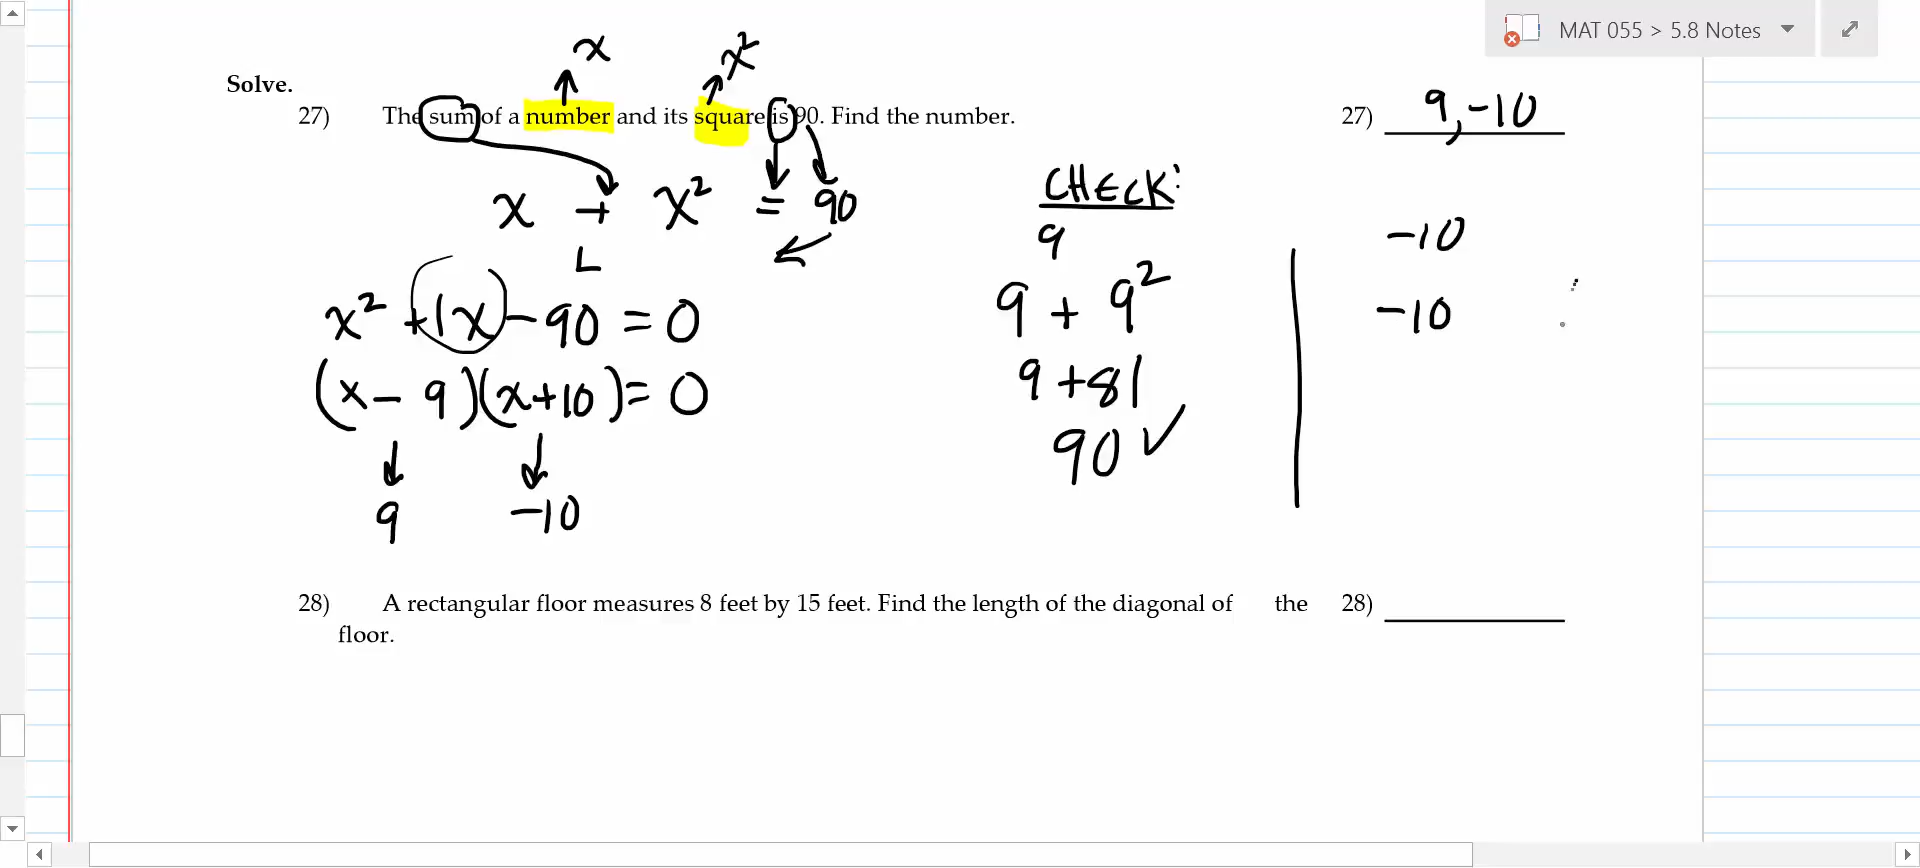 MAT 055 > 5.8 Notes
x x²
Solve.
27) The sum of a number and its square is 90. Find the number. 27) 9, -10
x + x² = 90
x² + 1x - 90 = 0
(x - 9)(x + 10) = 0
9 -10
CHECK:
9
9 + 9²
9 + 81
90 ✓
-10
-10
28) A rectangular floor measures 8 feet by 15 feet. Find the length of the diagonal of the 28)
floor.